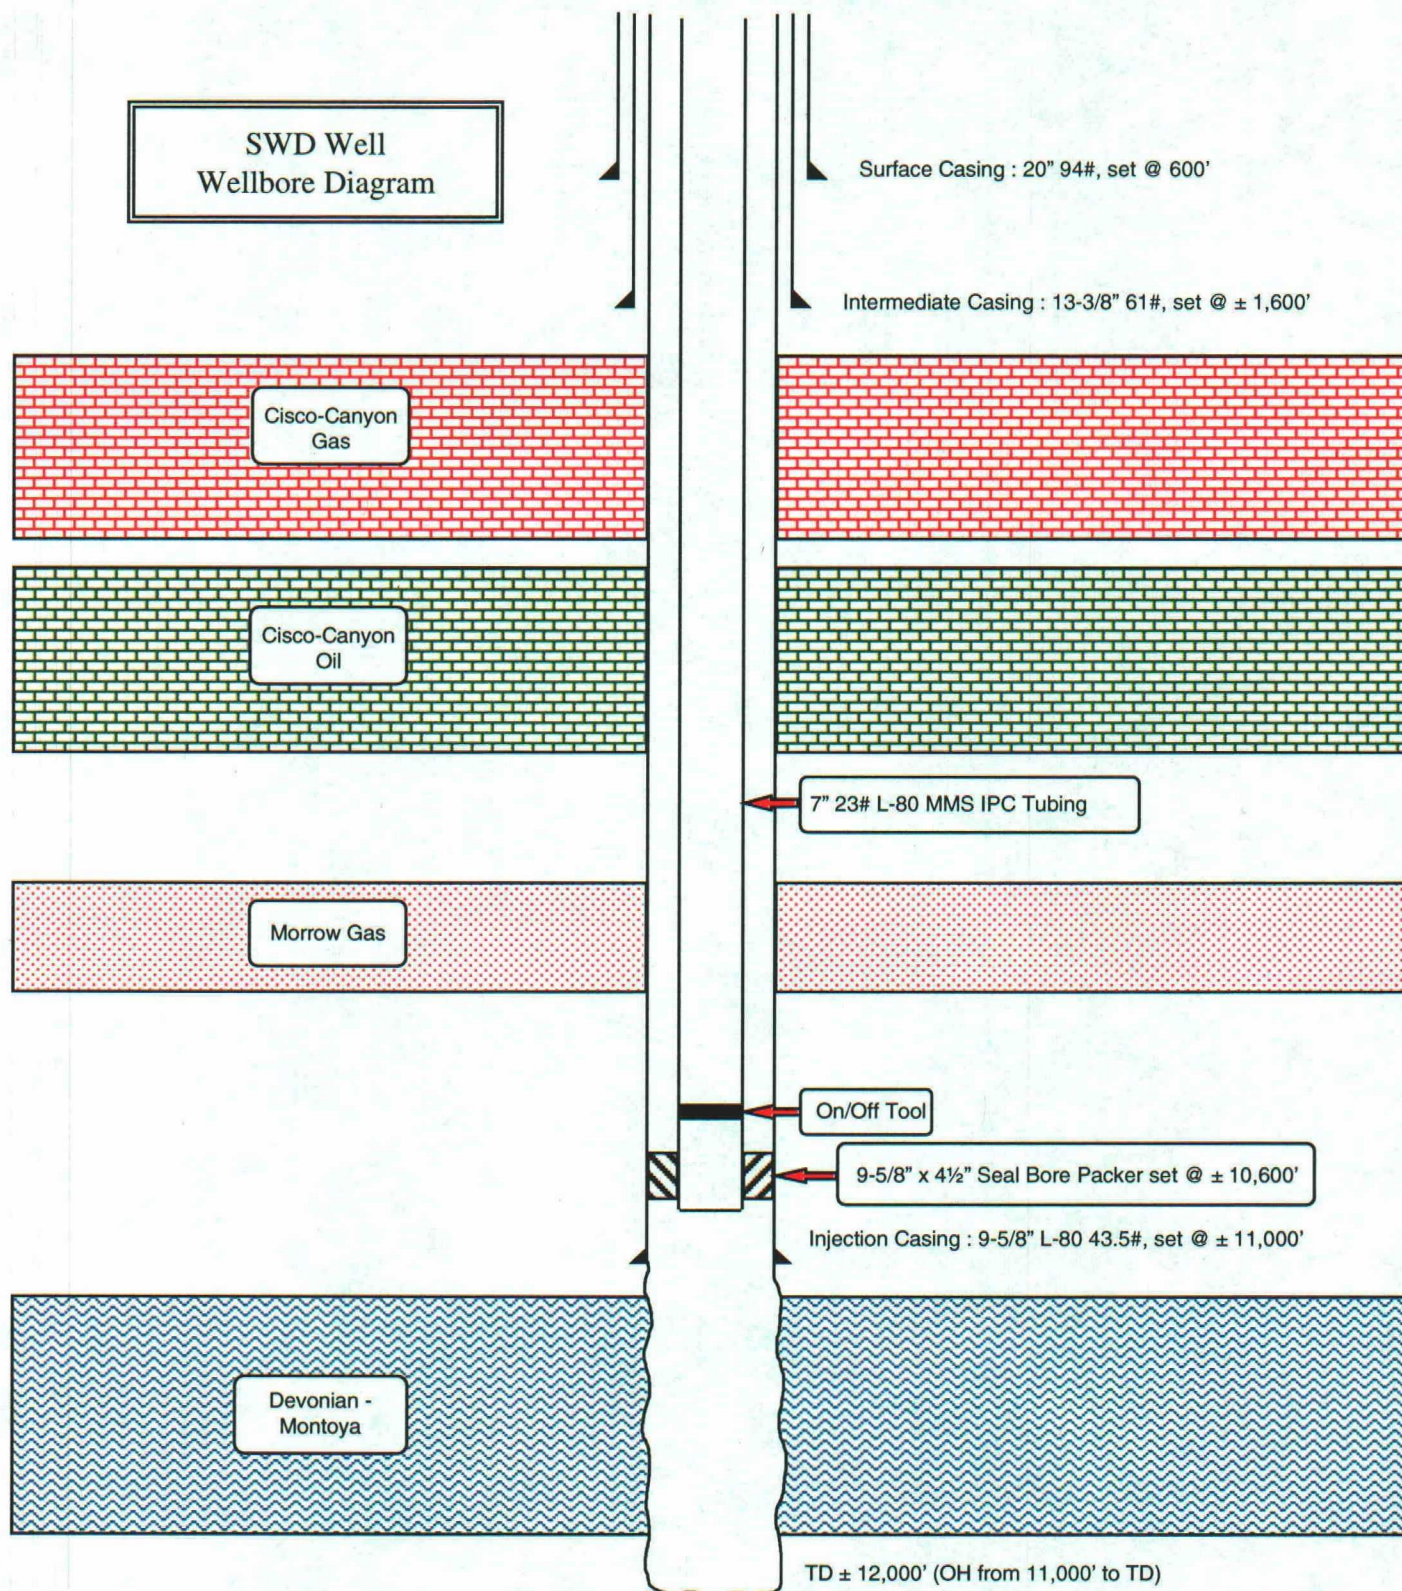 SWD Well
Wellbore Diagram
Surface Casing : 20" 94#, set @ 600'
Intermediate Casing : 13-3/8" 61#, set @ ± 1,600'
Cisco-Canyon
Gas
Cisco-Canyon
Oil
7" 23# L-80 MMS IPC Tubing
Morrow Gas
On/Off Tool
9-5/8" x 4½" Seal Bore Packer set @ ± 10,600'
Injection Casing : 9-5/8" L-80 43.5#, set @ ± 11,000'
Devonian -
Montoya
TD ± 12,000' (OH from 11,000' to TD)